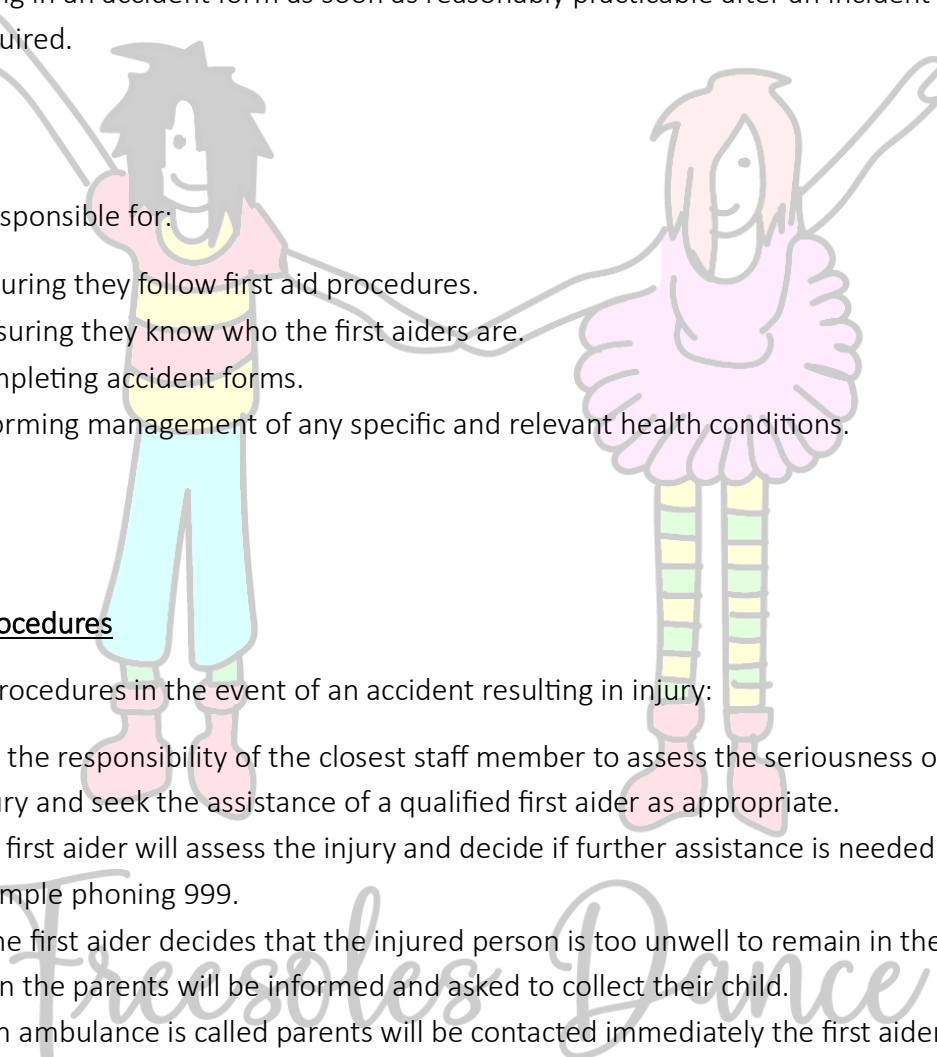 ng in an accident form as soon as reasonably practicable after an incident
uired.
sponsible for:
uring they follow first aid procedures.
suring they know who the first aiders are.
mpleting accident forms.
orming management of any specific and relevant health conditions.
ocedures
rocedures in the event of an accident resulting in injury:
the responsibility of the closest staff member to assess the seriousness o
ury and seek the assistance of a qualified first aider as appropriate.
first aider will assess the injury and decide if further assistance is needed
mple phoning 999.
he first aider decides that the injured person is too unwell to remain in the
n the parents will be informed and asked to collect their child.
n ambulance is called parents will be contacted immediately the first aider
Freesoles Dance